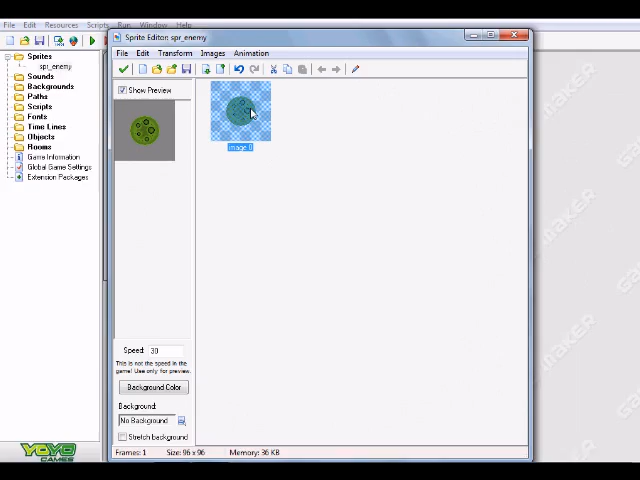 File Edit Resources Scripts Run Window Help
Sprite Editor: spr_enemy
File Edit Transform Images Animation
Sprites
spr_enemy
Sounds
Backgrounds
Paths
Scripts
Fonts
Time Lines
Objects
Rooms
Game Information
Global Game Settings
Extension Packages
Show Preview
image 0
Speed: 30
This is not the speed in the
game! Use only for preview.
Background Color
Background:
No Background
Stretch background
Frames: 1 Size: 96 x 96 Memory: 36 KB
YOYO
GAMES